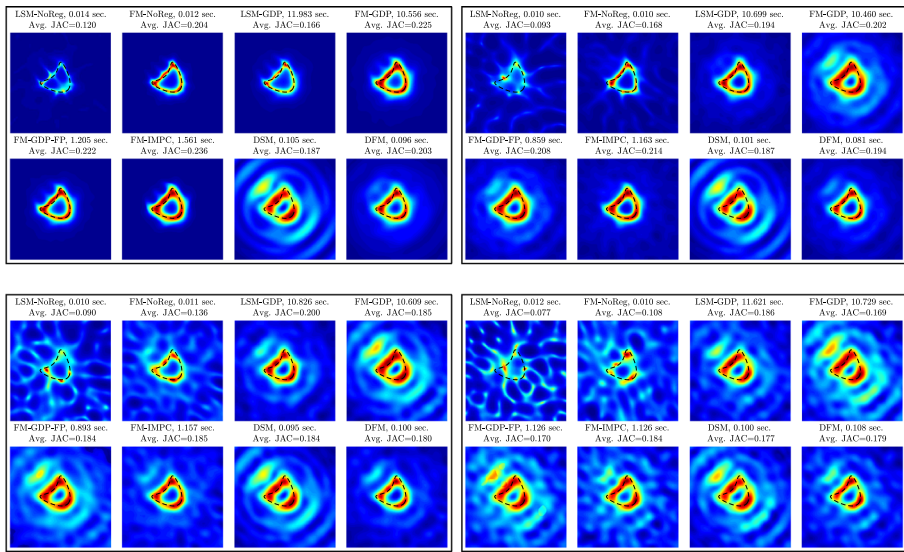 LSM-NoReg, 0.014 sec.
Avg. JAC=0.120
FM-NoReg, 0.012 sec.
Avg. JAC=0.204
LSM-GDP, 11.983 sec.
Avg. JAC=0.166
FM-GDP, 10.556 sec.
Avg. JAC=0.225
FM-GDP-FP, 1.205 sec.
Avg. JAC=0.222
FM-IMPC, 1.561 sec.
Avg. JAC=0.236
DSM, 0.105 sec.
Avg. JAC=0.187
DFM, 0.096 sec.
Avg. JAC=0.203
LSM-NoReg, 0.010 sec.
Avg. JAC=0.093
FM-NoReg, 0.010 sec.
Avg. JAC=0.168
LSM-GDP, 10.699 sec.
Avg. JAC=0.194
FM-GDP, 10.460 sec.
Avg. JAC=0.202
FM-GDP-FP, 0.859 sec.
Avg. JAC=0.208
FM-IMPC, 1.163 sec.
Avg. JAC=0.214
DSM, 0.101 sec.
Avg. JAC=0.187
DFM, 0.081 sec.
Avg. JAC=0.194
LSM-NoReg, 0.010 sec.
Avg. JAC=0.090
FM-NoReg, 0.011 sec.
Avg. JAC=0.136
LSM-GDP, 10.826 sec.
Avg. JAC=0.200
FM-GDP, 10.609 sec.
Avg. JAC=0.185
FM-GDP-FP, 0.893 sec.
Avg. JAC=0.184
FM-IMPC, 1.157 sec.
Avg. JAC=0.185
DSM, 0.095 sec.
Avg. JAC=0.184
DFM, 0.100 sec.
Avg. JAC=0.180
LSM-NoReg, 0.012 sec.
Avg. JAC=0.077
FM-NoReg, 0.010 sec.
Avg. JAC=0.108
LSM-GDP, 11.621 sec.
Avg. JAC=0.186
FM-GDP, 10.729 sec.
Avg. JAC=0.169
FM-GDP-FP, 1.126 sec.
Avg. JAC=0.170
FM-IMPC, 1.126 sec.
Avg. JAC=0.184
DSM, 0.100 sec.
Avg. JAC=0.177
DFM, 0.108 sec.
Avg. JAC=0.179